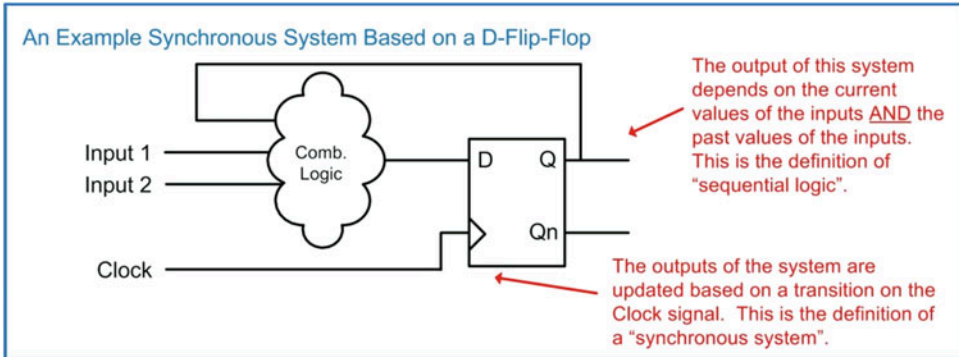 An Example Synchronous System Based on a D-Flip-Flop
The output of this system
depends on the current
values of the inputs AND the
past values of the inputs.
This is the definition of
“sequential logic”.
Input 1
Input 2
Comb.
Logic
D
Q
Qn
Clock
The outputs of the system are
updated based on a transition on the
Clock signal. This is the definition of
a “synchronous system”.